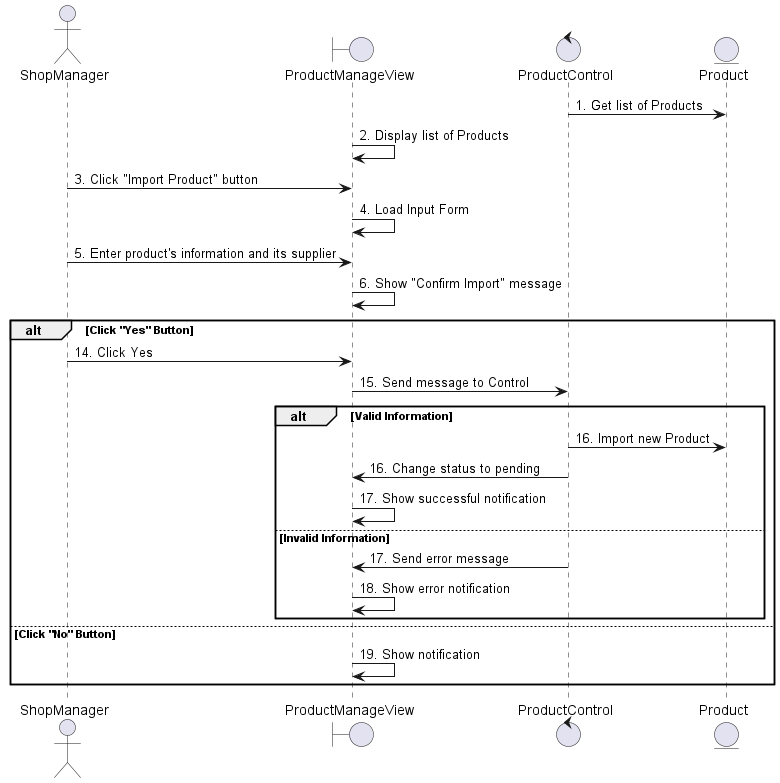 ShopManager
ProductManageView
ProductControl
Product
1. Get list of Products
2. Display list of Products
3. Click "Import Product" button
4. Load Input Form
5. Enter product's information and its supplier
6. Show "Confirm Import" message
alt [Click "Yes" Button]
14. Click Yes
15. Send message to Control
alt [Valid Information]
16. Import new Product
16. Change status to pending
17. Show successful notification
[Invalid Information]
17. Send error message
18. Show error notification
[Click "No" Button]
19. Show notification
ShopManager
ProductManageView
ProductControl
Product